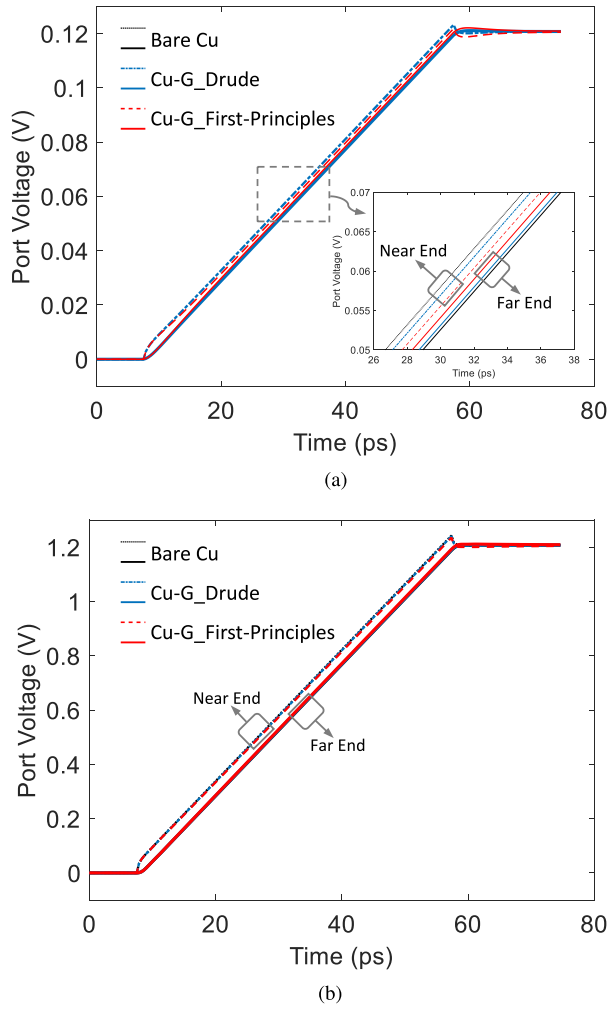 0.12
0.1
0.08
0.06
0.04
0.02
0
Port Voltage (V)
Bare Cu
Cu-G_Drude
Cu-G_First-Principles
0.07
0.065
0.06
0.055
0.05
Port Voltage (V)
Near End
Far End
26 28 30 32 34 36 38
Time (ps)
0 20 40 60 80
Time (ps)
(a)
1.2
1
0.8
0.6
0.4
0.2
0
Port Voltage (V)
Bare Cu
Cu-G_Drude
Cu-G_First-Principles
Near End
Far End
0 20 40 60 80
Time (ps)
(b)